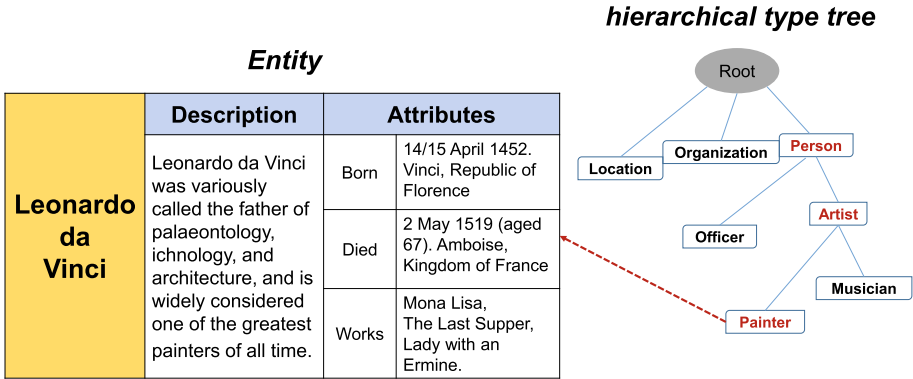 hierarchical type tree
Entity
Root
Description
Attributes
Leonardo
da
Vinci
Leonardo da Vinci
was variously
called the father of
palaeontology,
ichnology, and
architecture, and is
widely considered
one of the greatest
painters of all time.
Born
14/15 April 1452.
Vinci, Republic of
Florence
Died
2 May 1519 (aged
67). Amboise,
Kingdom of France
Works
Mona Lisa,
The Last Supper,
Lady with an
Ermine.
Location
Organization
Person
Officer
Artist
Musician
Painter